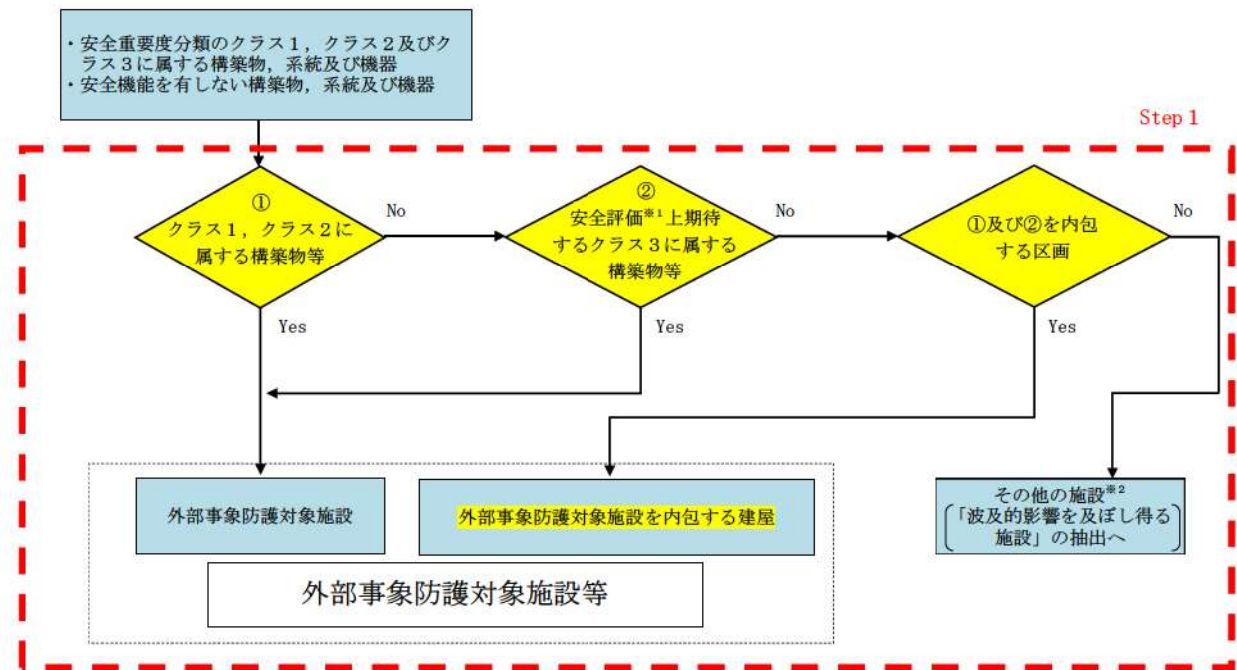 ・安全重要度分類のクラス１，クラス２及びク
ラス３に属する構築物，系統及び機器
・安全機能を有しない構築物，系統及び機器
Step 1
①
クラス１，クラス２に
属する構築物等
No
②
安全評価※1上期待
するクラス３に属する
構築物等
No
①及び②を内包
する区画
No
Yes
Yes
Yes
外部事象防護対象施設
外部事象防護対象施設を内包する建屋
その他の施設※2
「波及的影響を及ぼし得る
施設」の抽出へ
外部事象防護対象施設等